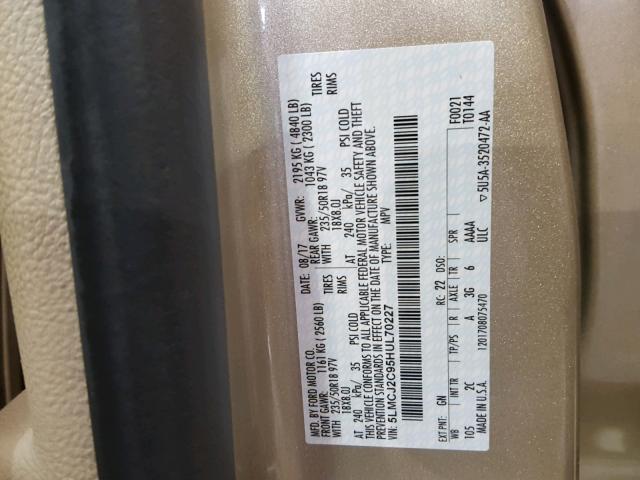 MFD. BY FORD MOTOR CO.
DATE: 08/17 GVWR: 2195 KG (4840 LB)
FRONT GAWR: 1161 KG (2560 LB) REAR GAWR: 1043 KG (2300 LB)
WITH 235/50R18 97V TIRES WITH 235/50R18 97V TIRES
18X8.0J RIMS 18X8.0J RIMS
AT 240 kPa/ 35 PSI COLD AT 240 kPa/ 35 PSI COLD
THIS VEHICLE CONFORMS TO ALL APPLICABLE FEDERAL MOTOR VEHICLE SAFETY AND THEFT
PREVENTION STANDARDS IN EFFECT ON THE DATE OF MANUFACTURE SHOWN ABOVE.
VIN: 5LMCJ2C95HUL70227 TYPE: MPV
F0021
T0144
EXT PNT: GN RC: 22 DSO:
WB INT TR TP/PS R AXLE TR SPR
105 2C A 3G 6 AAAA
ULC
MADE IN U.S.A. 1201708075470
▽ 5U5A-3520472-AA